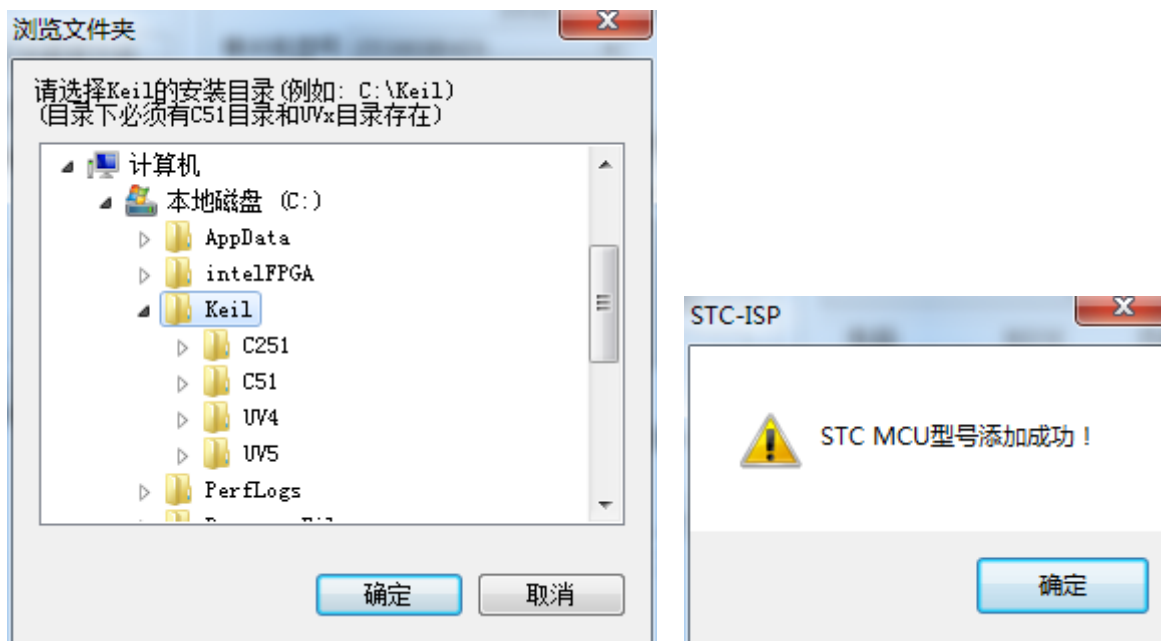 浏览文件夹
请选择Keil的安装目录(例如: C:\Keil)
(目录下必须有C51目录和UVx目录存在)
计算机
本地磁盘 (C:)
AppData
intelFPGA
Keil
C251
C51
UV4
UV5
PerfLogs
确定
取消
STC-ISP
STC MCU型号添加成功！
确定